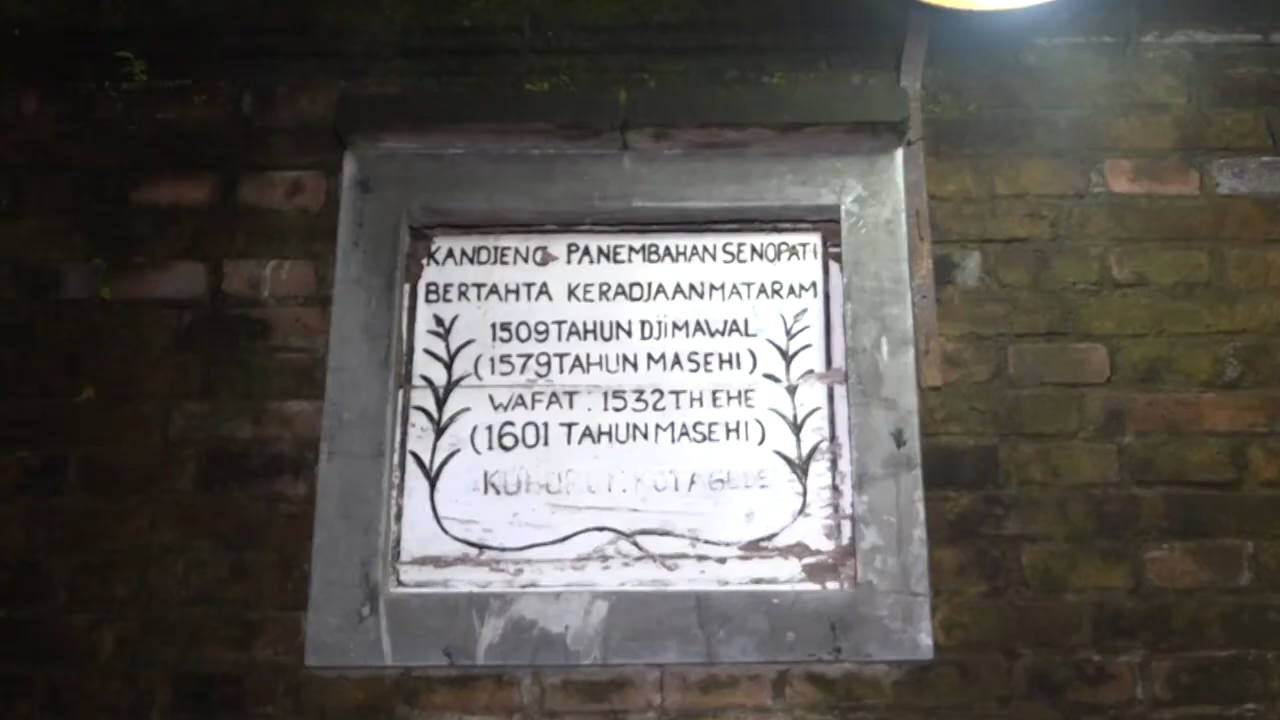 KANDJENG PANEMBAHAN SENOPATI
BERTAHTA KERADJAAN MATARAM
1509 TAHUN DJIMAWAL
(1579 TAHUN MASEHI)
WAFAT : 1532 TH EHE
(1601 TAHUN MASEHI)
KOTAGEDE